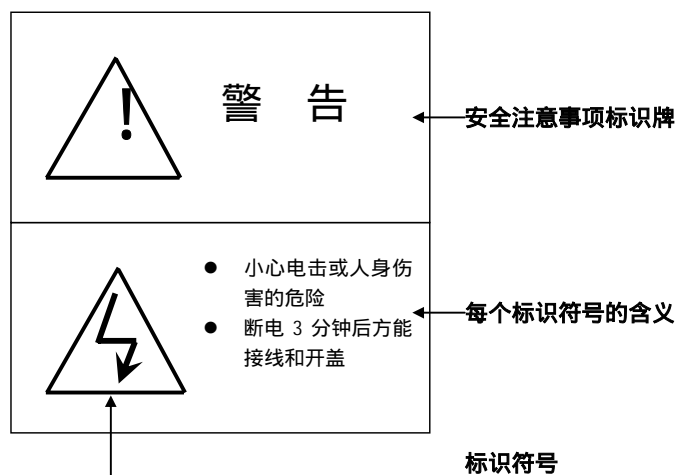 ! 警 告
安全注意事项标识牌
● 小心电击或人身伤
害的危险
● 断电 3 分钟后方能
接线和开盖
每个标识符号的含义
标识符号